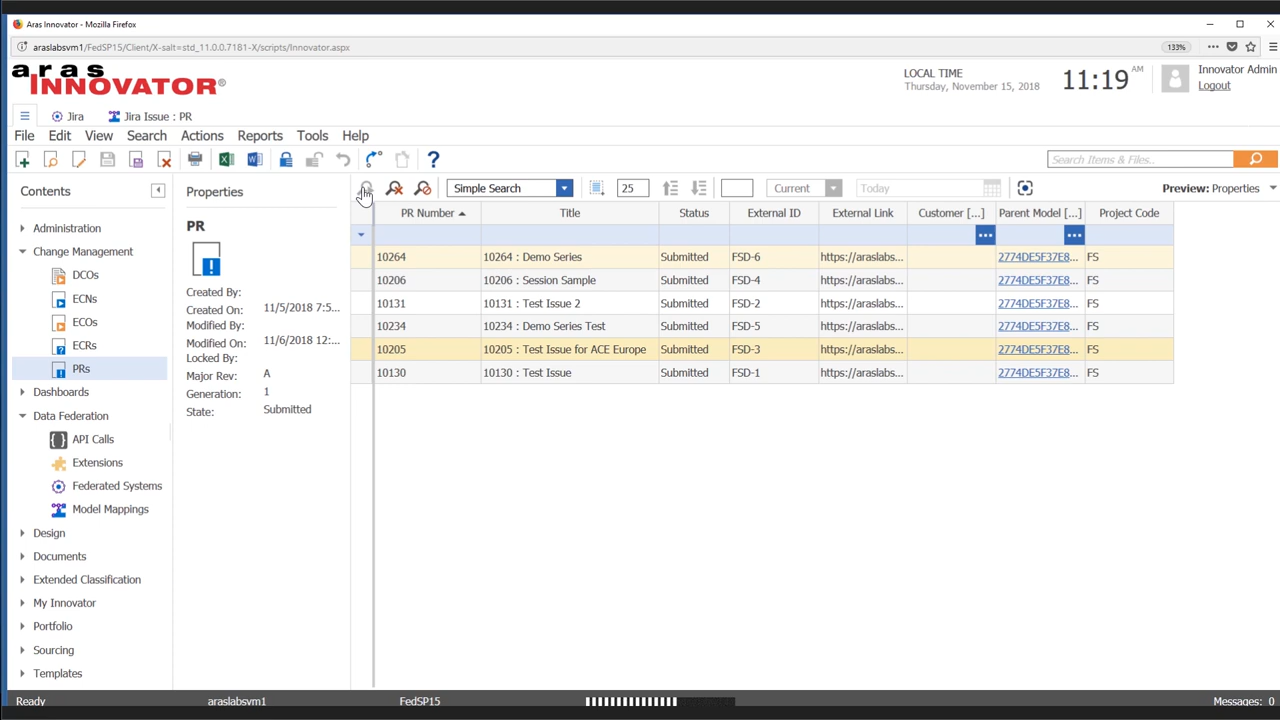 Aras Innovator - Mozilla Firefox
araslabsvm1/FedSP15/Client/X-salt=std_11.0.0.7181-X/scripts/Innovator.aspx
133%
aras
INNOVATOR®
LOCAL TIME
Thursday, November 15, 2018
11:19 AM
Innovator Admin
Logout
Jira
Jira Issue : PR
File Edit View Search Actions Reports Tools Help
Search Items & Files..
Contents
Properties
Simple Search
25
Current
Today
Preview: Properties
PR Number Title Status External ID External Link Customer [...] Parent Model [...] Project Code
10264 10264 : Demo Series Submitted FSD-6 https://araslabs... 2774DE5F37E8... FS
10206 10206 : Session Sample Submitted FSD-4 https://araslabs... 2774DE5F37E8... FS
10131 10131 : Test Issue 2 Submitted FSD-2 https://araslabs... 2774DE5F37E8... FS
10234 10234 : Demo Series Test Submitted FSD-5 https://araslabs... 2774DE5F37E8... FS
10205 10205 : Test Issue for ACE Europe Submitted FSD-3 https://araslabs... 2774DE5F37E8... FS
10130 10130 : Test Issue Submitted FSD-1 https://araslabs... 2774DE5F37E8... FS
Administration
Change Management
DCOs
ECNs
ECOs
ECRs
PRs
Dashboards
Data Federation
API Calls
Extensions
Federated Systems
Model Mappings
Design
Documents
Extended Classification
My Innovator
Portfolio
Sourcing
Templates
PR
Created By:
Created On: 11/5/2018 7:5...
Modified By:
Modified On: 11/6/2018 12:...
Locked By:
Major Rev: A
Generation: 1
State: Submitted
Ready
araslabsvm1
FedSP15
Messages: 0